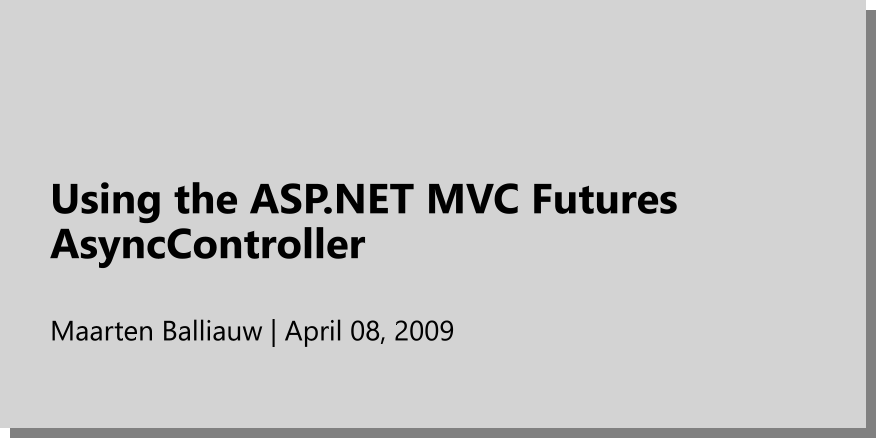 Using the ASP.NET MVC Futures
AsyncController
Maarten Balliauw | April 08, 2009